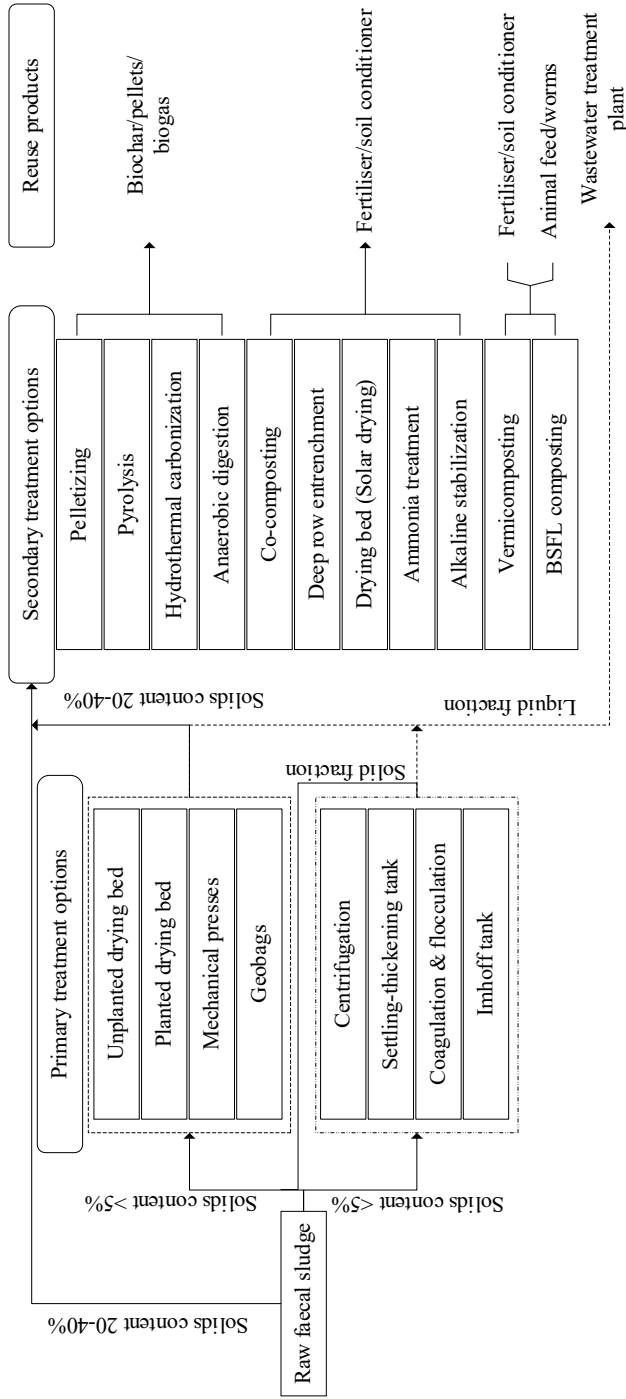 Raw faecal sludge
Solids content 20-40%
Solids content >5%
Solids content <5%
Primary treatment options
Unplanted drying bed
Planted drying bed
Mechanical presses
Geobags
Centrifugation
Settling-thickening tank
Coagulation & flocculation
Imhoff tank
Solid fraction
Solids content 20-40%
Liquid fraction
Secondary treatment options
Pelletizing
Pyrolysis
Hydrothermal carbonization
Anaerobic digestion
Co-composting
Deep row entrenchment
Drying bed (Solar drying)
Ammonia treatment
Alkaline stabilization
Vermicomposting
BSFL composting
Reuse products
Biochar/pellets/
biogas
Fertiliser/soil conditioner
Fertiliser/soil conditioner
Animal feed/worms
Wastewater treatment
plant